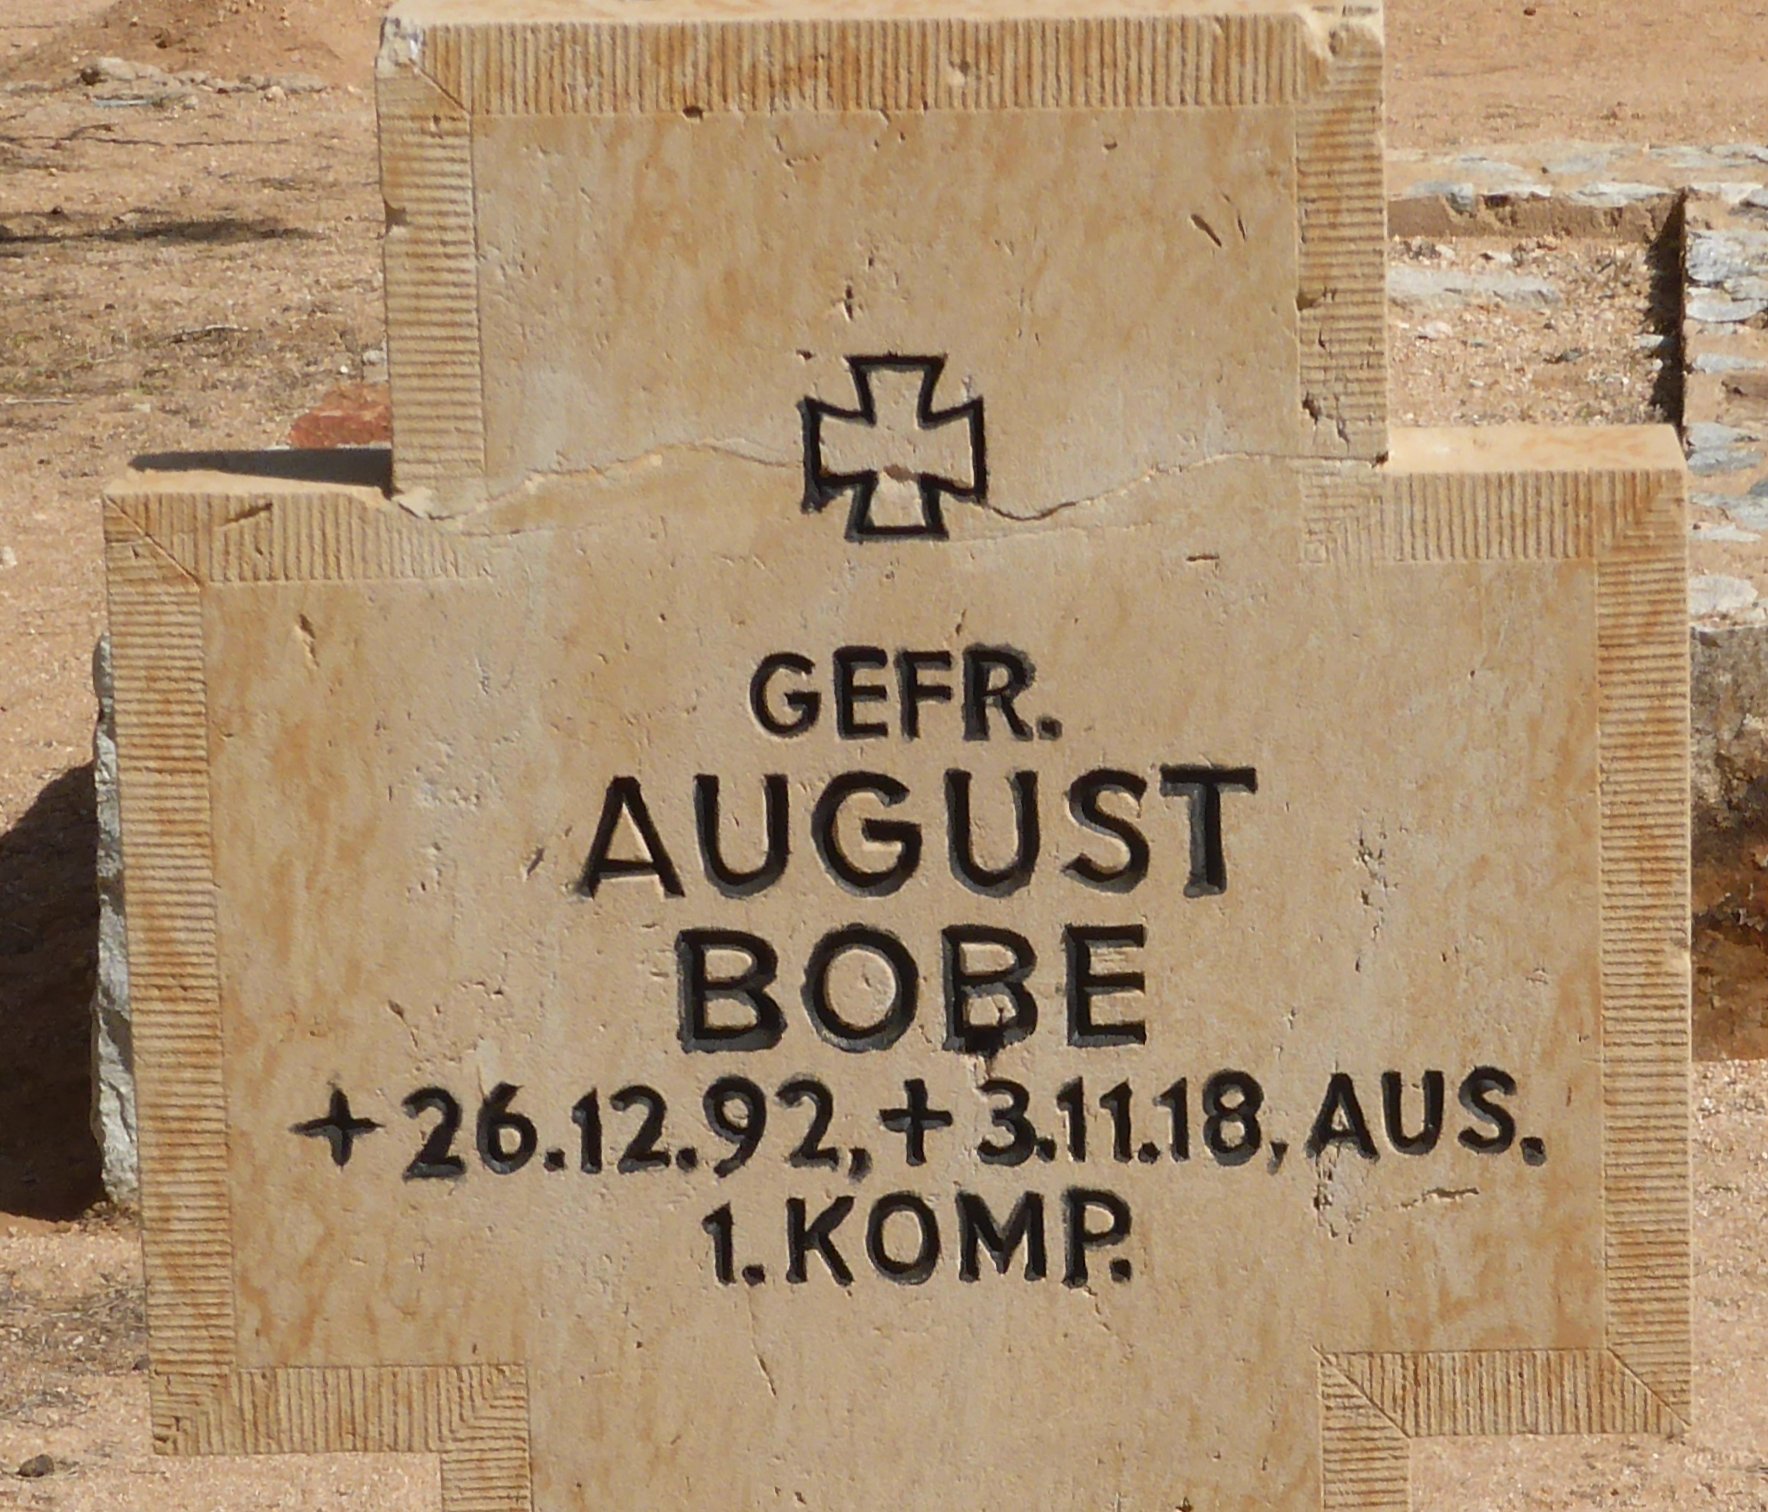 GEFR.
AUGUST
BOBE
+ 26.12.92, + 3.11.18, AUS.
1. KOMP.